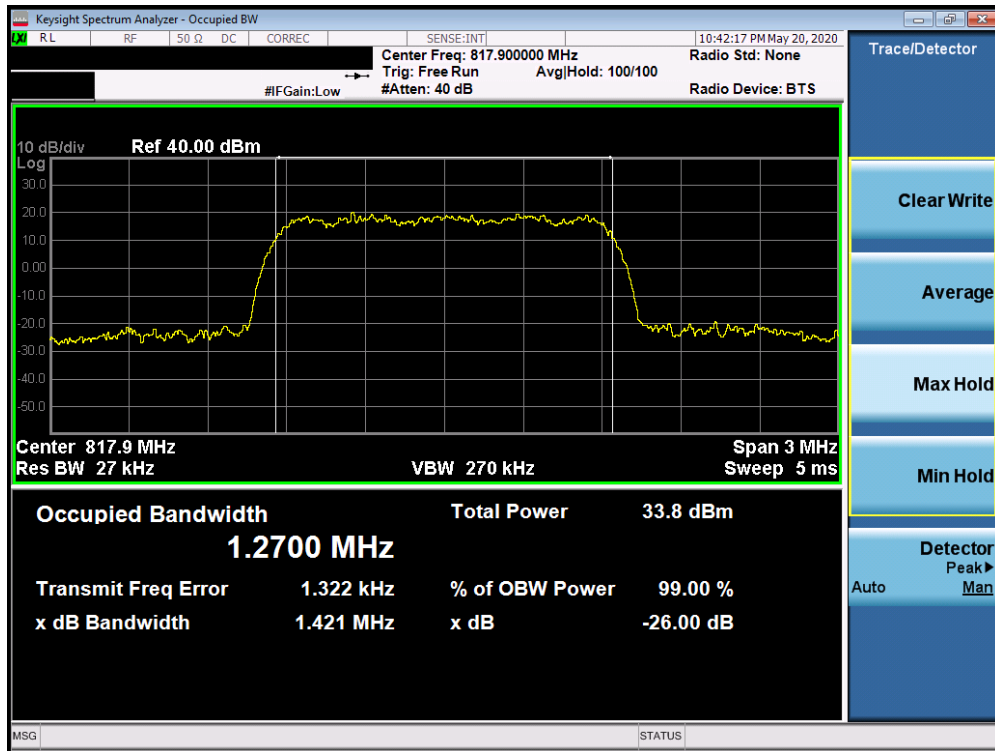 Keysight Spectrum Analyzer - Occupied BW
LXI RL RF 50 Ω DC CORREC SENSE:INT 10:42:17 PM May 20, 2020
Center Freq: 817.900000 MHz Radio Std: None
Trig: Free Run Avg|Hold: 100/100
#IFGain:Low #Atten: 40 dB Radio Device: BTS
10 dB/div Ref 40.00 dBm
Log
30.0
20.0
10.0
0.00
-10.0
-20.0
-30.0
-40.0
-50.0
Center 817.9 MHz Span 3 MHz
Res BW 27 kHz VBW 270 kHz Sweep 5 ms
Occupied Bandwidth Total Power 33.8 dBm
1.2700 MHz
Transmit Freq Error 1.322 kHz % of OBW Power 99.00 %
x dB Bandwidth 1.421 MHz x dB -26.00 dB
MSG STATUS
Trace/Detector
Clear Write
Average
Max Hold
Min Hold
Detector
Peak▶
Auto Man